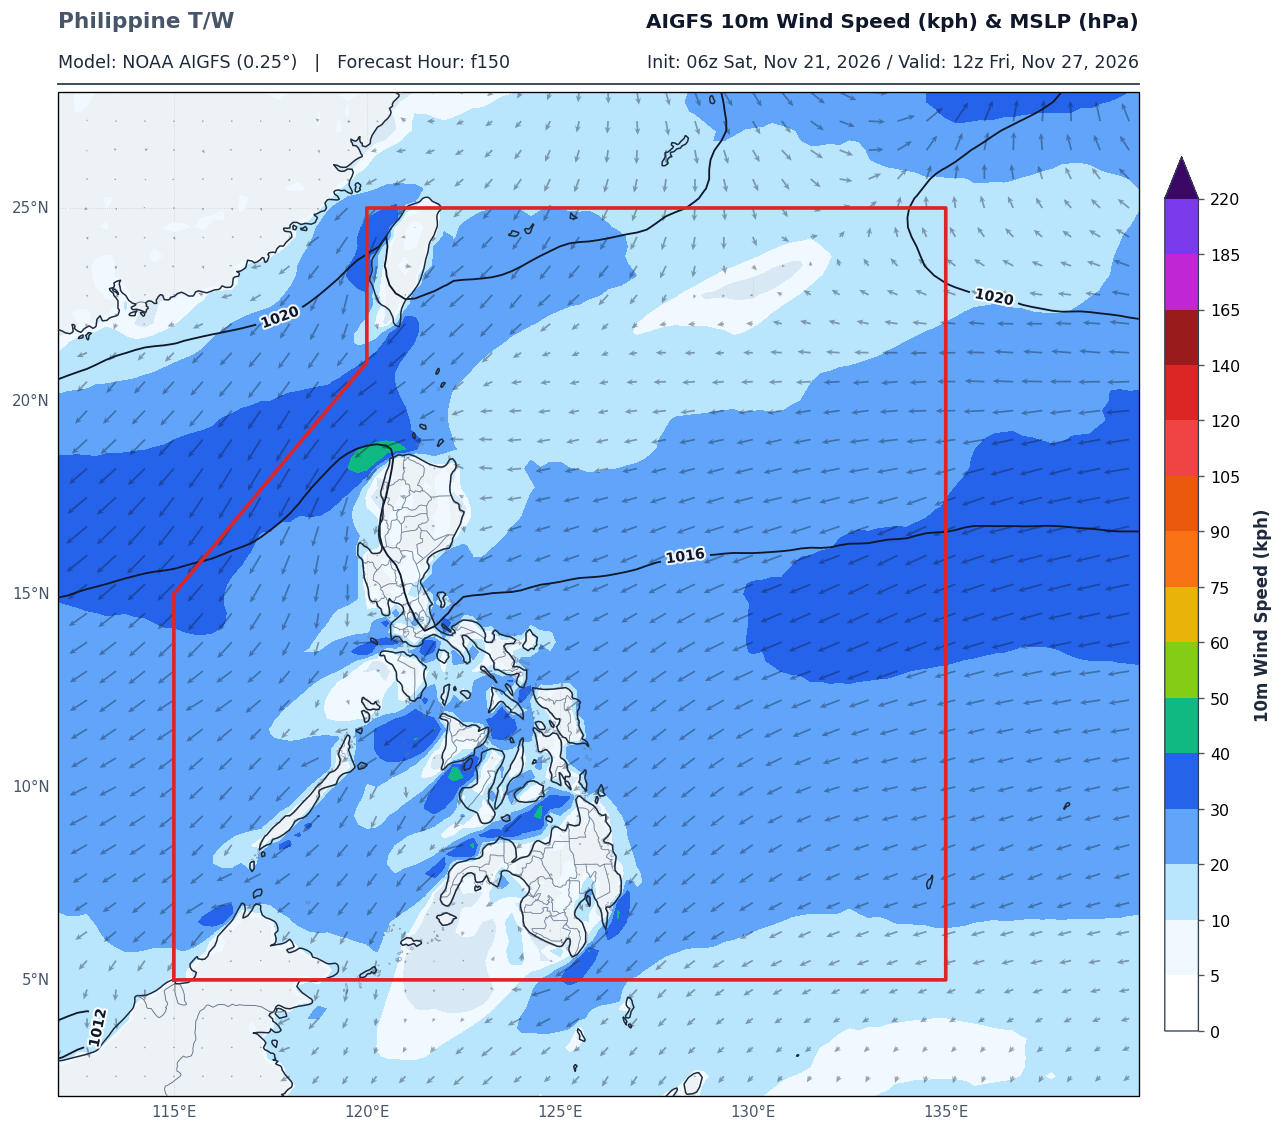 Philippine T/W
AIGFS 10m Wind Speed (kph) & MSLP (hPa)
Model: NOAA AIGFS (0.25°)   |   Forecast Hour: f150
Init: 06z Sat, Nov 21, 2026 / Valid: 12z Fri, Nov 27, 2026
25°N
20°N
15°N
10°N
5°N
115°E
120°E
125°E
130°E
135°E
1020
1020
1016
1012
220
185
165
140
120
105
90
75
60
50
40
30
20
10
5
0
10m Wind Speed (kph)